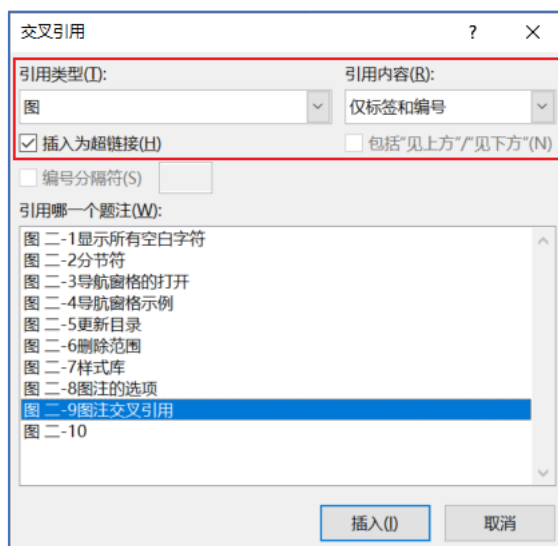 交叉引用
引用类型(T): 引用内容(R):
图 仅标签和编号
插入为超链接(H) 包括“见上方”/“见下方”(N)
编号分隔符(S)
引用哪一个题注(W):
图 二-1显示所有空白字符
图 二-2分节符
图 二-3导航窗格的打开
图 二-4导航窗格示例
图 二-5更新目录
图 二-6删除范围
图 二-7样式库
图 二-8图注的选项
图 二-9图注交叉引用
图 二-10
插入(I) 取消